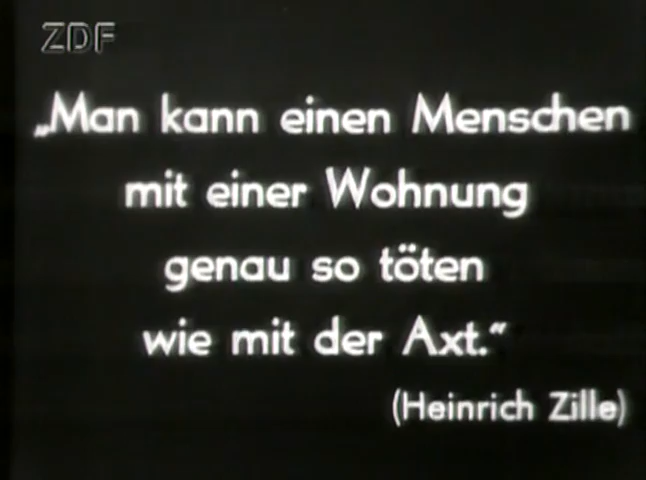 ZDF
„Man kann einen Menschen
mit einer Wohnung
genau so töten
wie mit der Axt.“
(Heinrich Zille)